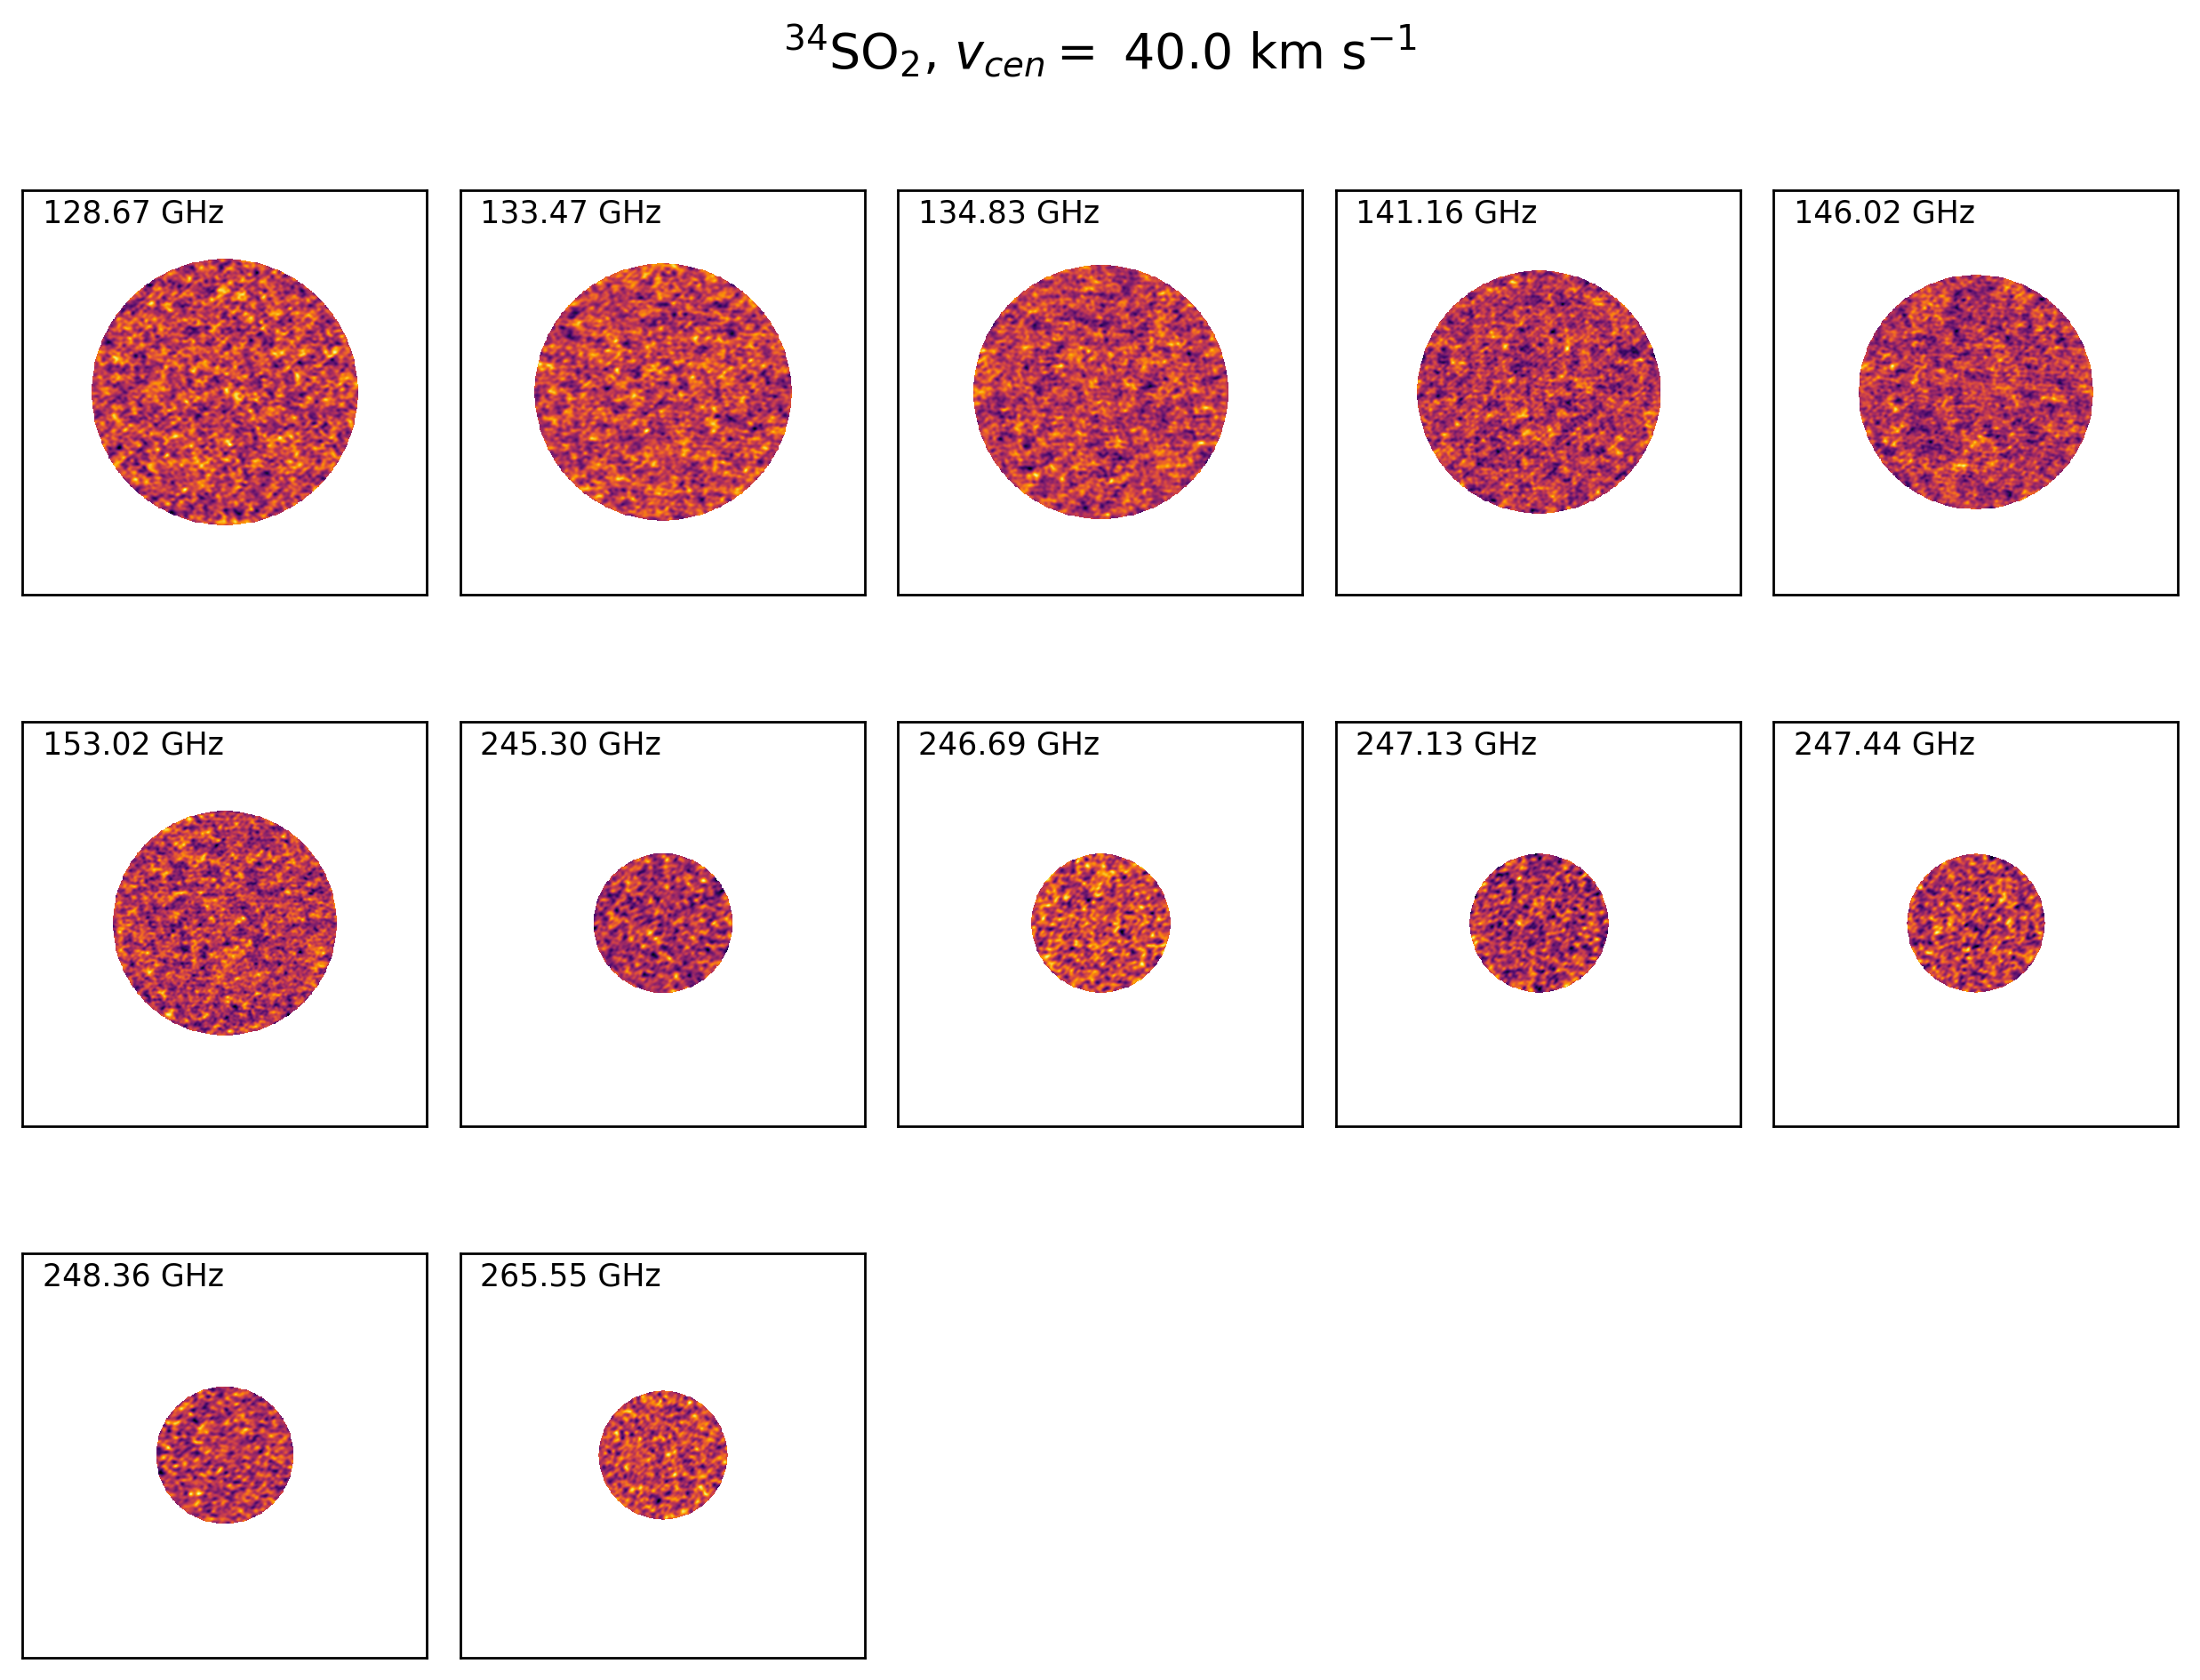 ³⁴SO₂, v_cen = 40.0 km s⁻¹
128.67 GHz
133.47 GHz
134.83 GHz
141.16 GHz
146.02 GHz
153.02 GHz
245.30 GHz
246.69 GHz
247.13 GHz
247.44 GHz
248.36 GHz
265.55 GHz